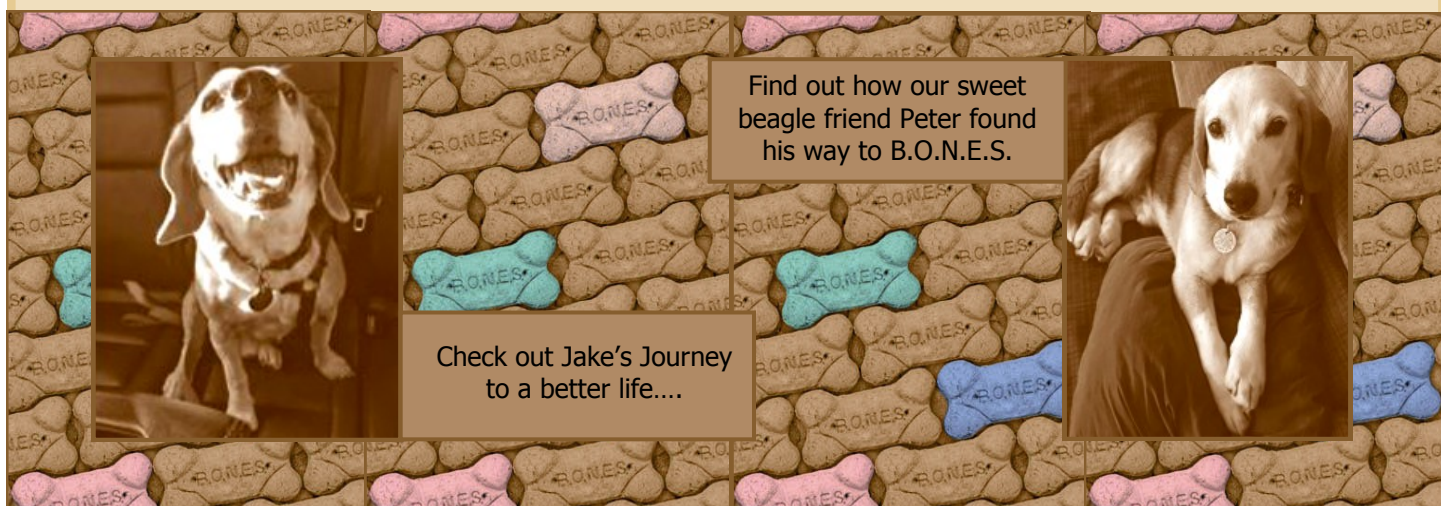 Find out how our sweet
beagle friend Peter found
his way to B.O.N.E.S.
Check out Jake’s Journey
to a better life….
B.O.N.E.S.
B.O.N.E.S.
B.O.N.E.S.
B.O.N.E.S.
B.O.N.E.S.